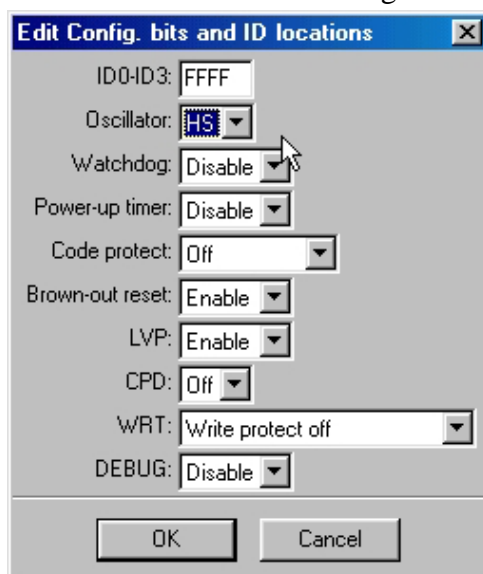 Edit Config. bits and ID locations
ID0-ID3: FFFF
Oscillator: HS
Watchdog: Disable
Power-up timer: Disable
Code protect: Off
Brown-out reset: Enable
LVP: Enable
CPD: Off
WRT: Write protect off
DEBUG: Disable
OK Cancel